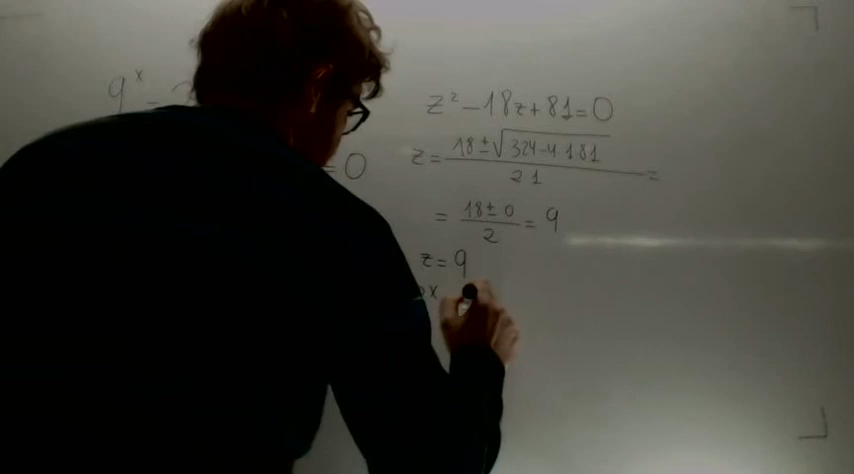 9ˣ -
= 0
z² - 18z + 81 = 0
z = (18 ± √(324 - 4·1·81)) / (2·1) =
= (18 ± 0) / 2 = 9
z = 9
x